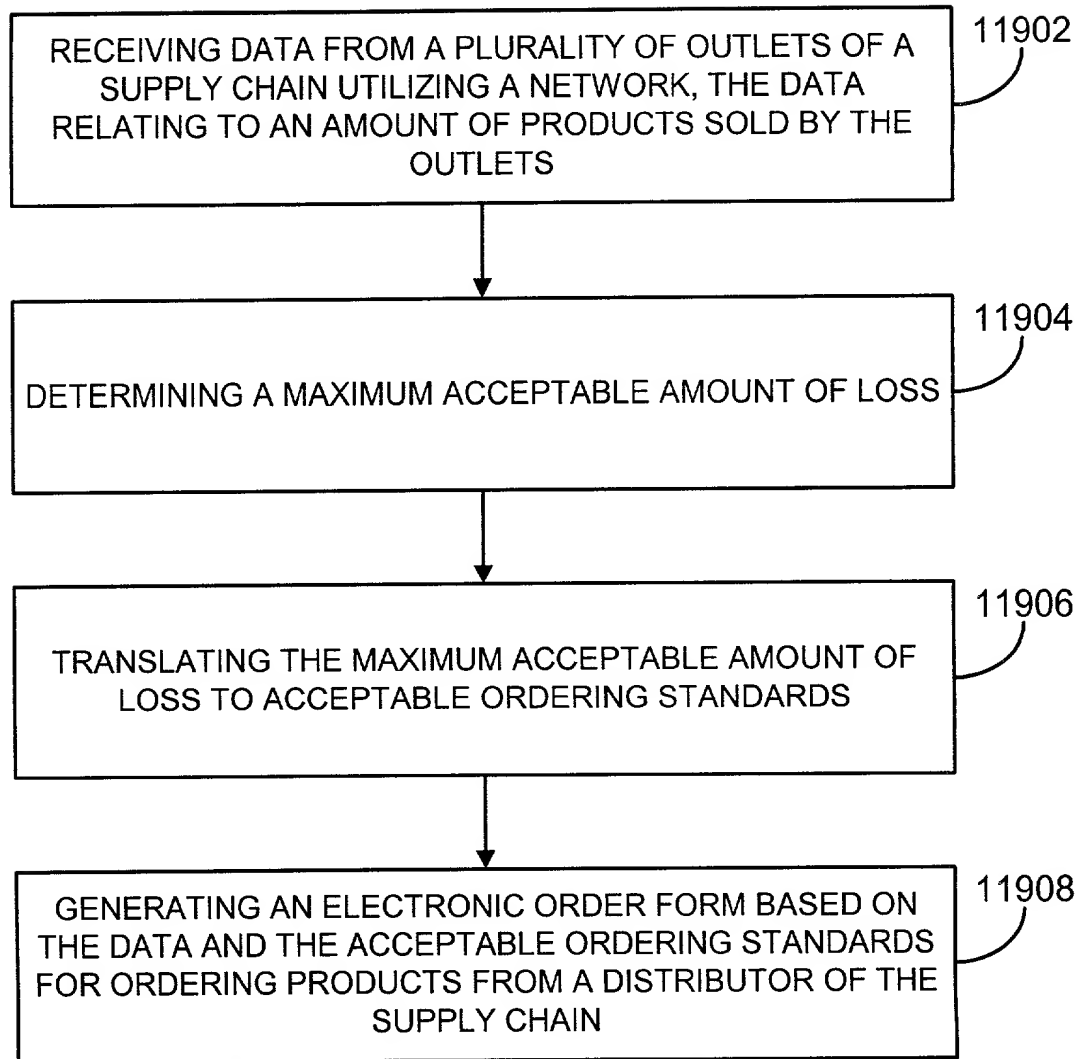 RECEIVING DATA FROM A PLURALITY OF OUTLETS OF A
SUPPLY CHAIN UTILIZING A NETWORK, THE DATA
RELATING TO AN AMOUNT OF PRODUCTS SOLD BY THE
OUTLETS
11902
DETERMINING A MAXIMUM ACCEPTABLE AMOUNT OF LOSS
11904
TRANSLATING THE MAXIMUM ACCEPTABLE AMOUNT OF
LOSS TO ACCEPTABLE ORDERING STANDARDS
11906
GENERATING AN ELECTRONIC ORDER FORM BASED ON
THE DATA AND THE ACCEPTABLE ORDERING STANDARDS
FOR ORDERING PRODUCTS FROM A DISTRIBUTOR OF THE
SUPPLY CHAIN
11908